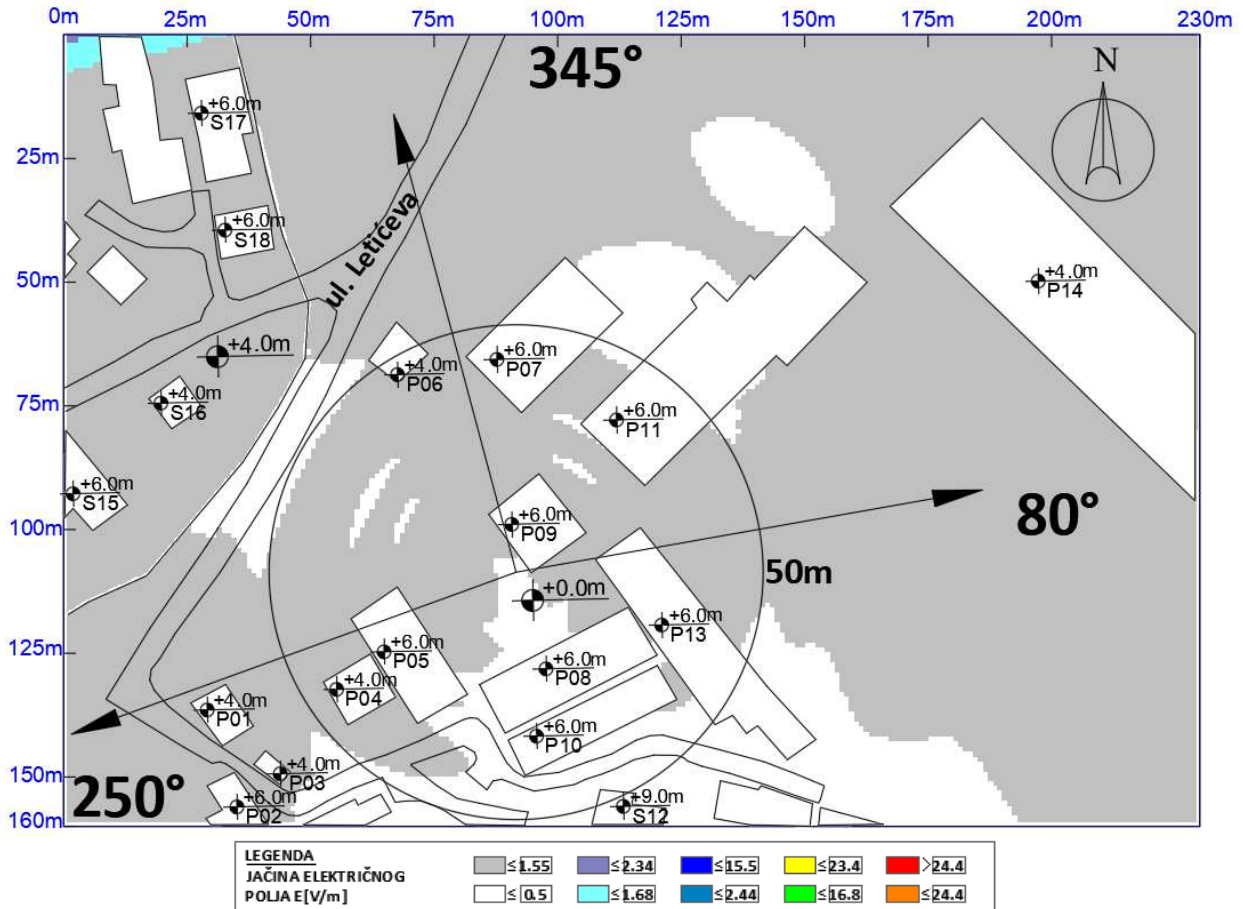 0m 25m 50m 75m 100m 125m 150m 175m 200m 230m
345°
N
+6.0m
S17
25m
ul. Letićeva
+6.0m
S18
50m
+4.0m
P14
+4.0m
+4.0m
P06
+6.0m
P07
75m
+4.0m
S16
+6.0m
P11
+6.0m
S15
100m
+6.0m
P09
80°
50m
+0.0m
125m
+6.0m
P05
+6.0m
P13
+4.0m
P04
+6.0m
P08
+4.0m
P01
+6.0m
P10
150m
250°
+4.0m
P03
+6.0m
P02
+9.0m
S12
160m
LEGENDA
JAČINA ELEKTRIČNOG
POLJA E[V/m]
≤1.55 ≤2.34 ≤15.5 ≤23.4 >24.4
≤ 0.5 ≤1.68 ≤2.44 ≤16.8 ≤24.4